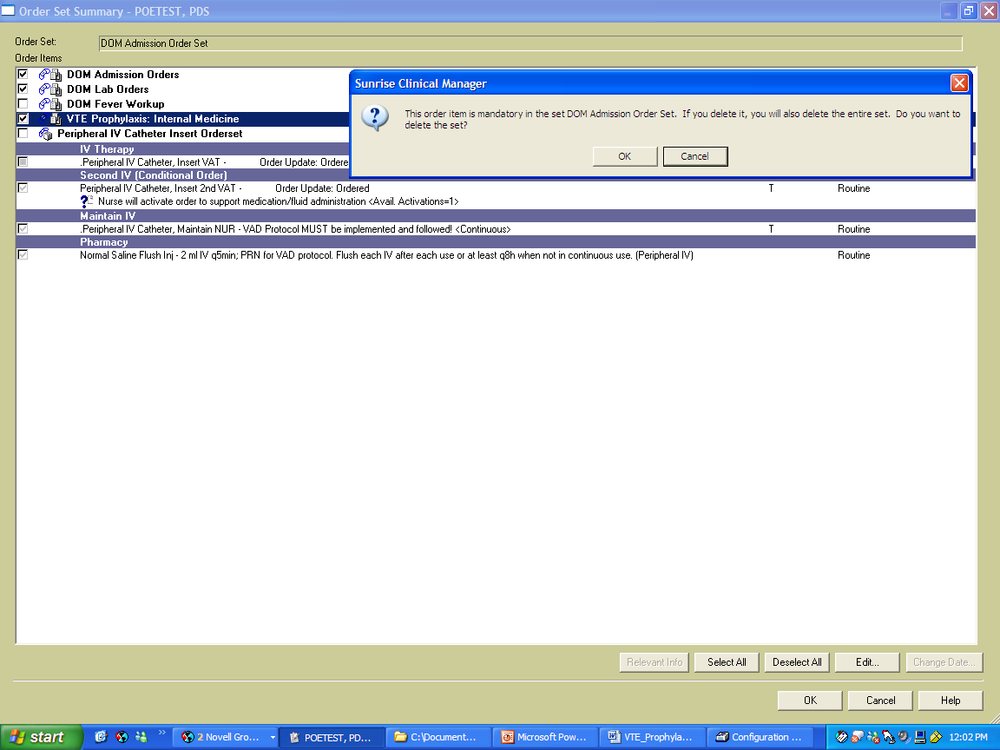 Order Set Summary - POETEST, PDS
Order Set:
DOM Admission Order Set
Order Items
DOM Admission Orders
DOM Lab Orders
DOM Fever Workup
VTE Prophylaxis: Internal Medicine
Peripheral IV Catheter Insert Orderset
Sunrise Clinical Manager
This order item is mandatory in the set DOM Admission Order Set. If you delete it, you will also delete the entire set. Do you want to
delete the set?
OK Cancel
IV Therapy
.Peripheral IV Catheter, Insert VAT - Order Update: Ordere
Second IV (Conditional Order)
Peripheral IV Catheter, Insert 2nd VAT - Order Update: Ordered T Routine
Nurse will activate order to support medication/fluid administration <Avail. Activations=1>
Maintain IV
.Peripheral IV Catheter, Maintain NUR - VAD Protocol MUST be implemented and followed! <Continuous> T Routine
Pharmacy
Normal Saline Flush Inj - 2 ml IV q5min; PRN for VAD protocol. Flush each IV after each use or at least q8h when not in continuous use. (Peripheral IV) Routine
Relevant Info Select All Deselect All Edit... Change Date...
OK Cancel Help
start 2 Novell Gro... POETEST, PD... C:\Document... Microsoft Pow... VTE_Prophyla... Configuration ... 12:02 PM